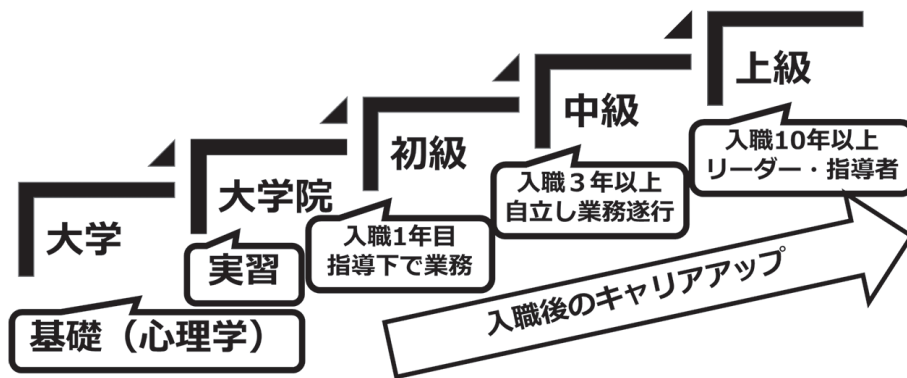 上級
入職10年以上
リーダー・指導者
中級
入職３年以上
自立し業務遂行
初級
入職1年目
指導下で業務
大学院
実習
大学
基礎（心理学）
入職後のキャリアアップ